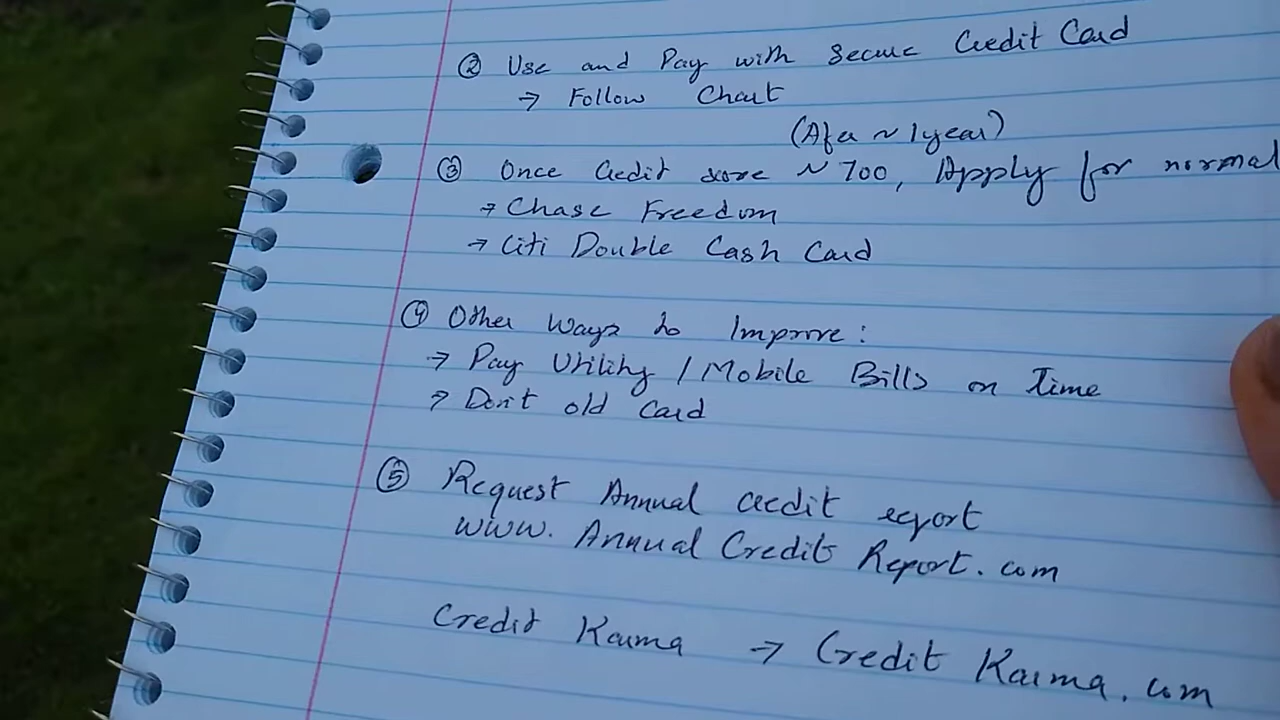 ② Use and Pay with Secure Credit Card
→ Follow Chart
(After ~ 1 year)
③ Once Credit score ~ 700, Apply for normal
→ Chase Freedom
→ Citi Double Cash Card
④ Other Ways to Improve:
→ Pay Utility / Mobile Bills on Time
→ Don't old Card
⑤ Request Annual credit report
www. Annual Credit Report. com
Credit Karma → Credit Karma. com